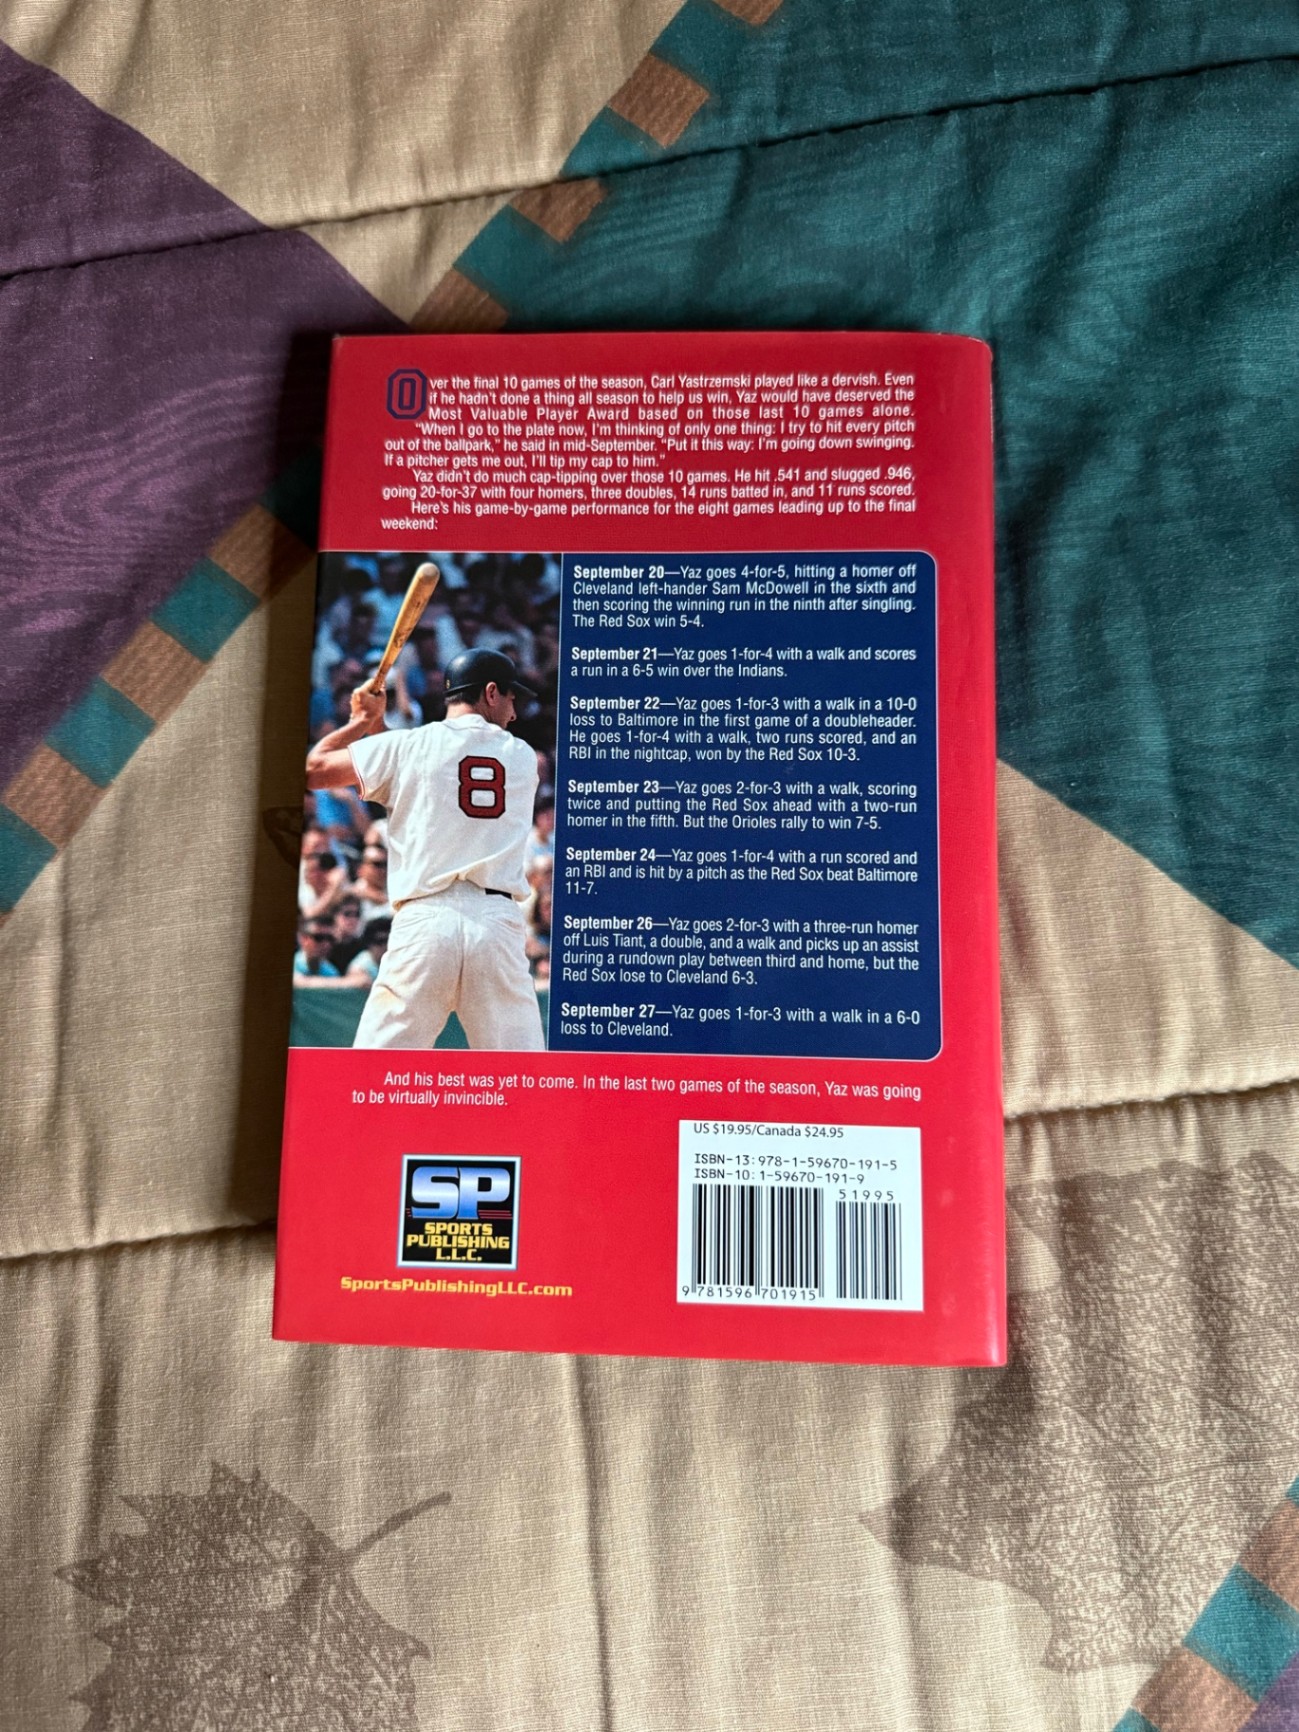 Over the final 10 games of the season, Carl Yastrzemski played like a dervish. Even
if he hadn't done a thing all season to help us win, Yaz would have deserved the
Most Valuable Player Award based on those last 10 games alone.
"When I go to the plate now, I'm thinking of only one thing: I try to hit every pitch
out of the ballpark," he said in mid-September. "Put it this way: I'm going down swinging.
If a pitcher gets me out, I'll tip my cap to him."
Yaz didn't do much cap-tipping over those 10 games. He hit .541 and slugged .946,
going 20-for-37 with four homers, three doubles, 14 runs batted in, and 11 runs scored.
Here's his game-by-game performance for the eight games leading up to the final
weekend:
September 20—Yaz goes 4-for-5, hitting a homer off
Cleveland left-hander Sam McDowell in the sixth and
then scoring the winning run in the ninth after singling.
The Red Sox win 5-4.
September 21—Yaz goes 1-for-4 with a walk and scores
a run in a 6-5 win over the Indians.
September 22—Yaz goes 1-for-3 with a walk in a 10-0
loss to Baltimore in the first game of a doubleheader.
He goes 1-for-4 with a walk, two runs scored, and an
RBI in the nightcap, won by the Red Sox 10-3.
September 23—Yaz goes 2-for-3 with a walk, scoring
twice and putting the Red Sox ahead with a two-run
homer in the fifth. But the Orioles rally to win 7-5.
September 24—Yaz goes 1-for-4 with a run scored and
an RBI and is hit by a pitch as the Red Sox beat Baltimore
11-7.
September 26—Yaz goes 2-for-3 with a three-run homer
off Luis Tiant, a double, and a walk and picks up an assist
during a rundown play between third and home, but the
Red Sox lose to Cleveland 6-3.
September 27—Yaz goes 1-for-3 with a walk in a 6-0
loss to Cleveland.
8
And his best was yet to come. In the last two games of the season, Yaz was going
to be virtually invincible.
SP
SPORTS
PUBLISHING
L.L.C.
SportsPublishingLLC.com
US $19.95/Canada $24.95
ISBN-13: 978-1-59670-191-5
ISBN-10: 1-59670-191-9
51995
9 781596 701915